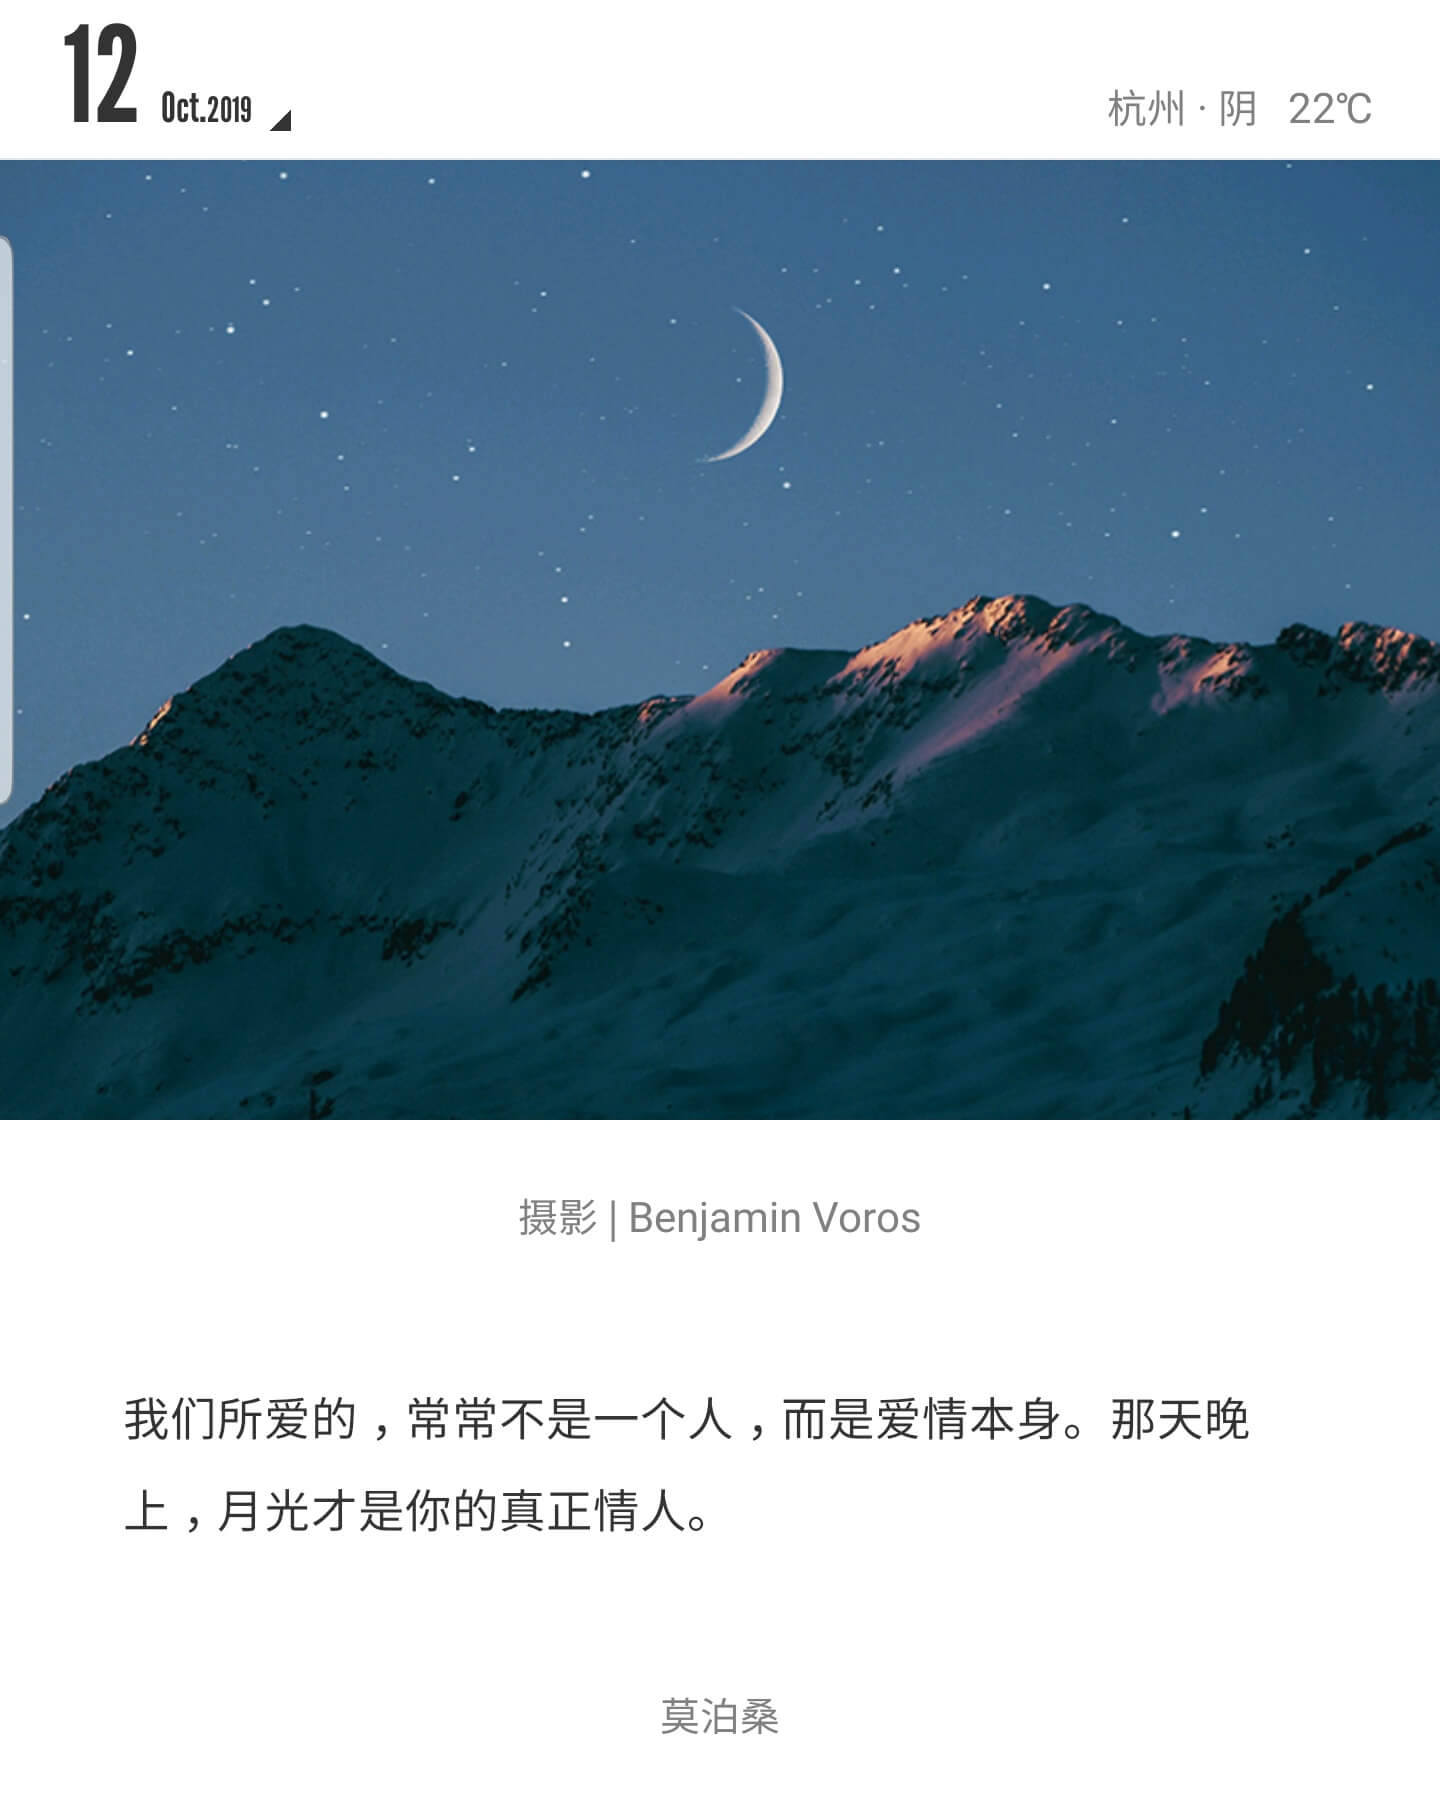 12 Oct.2019
杭州 · 阴 22℃
摄影 | Benjamin Voros
我们所爱的，常常不是一个人，而是爱情本身。那天晚
上，月光才是你的真正情人。
莫泊桑